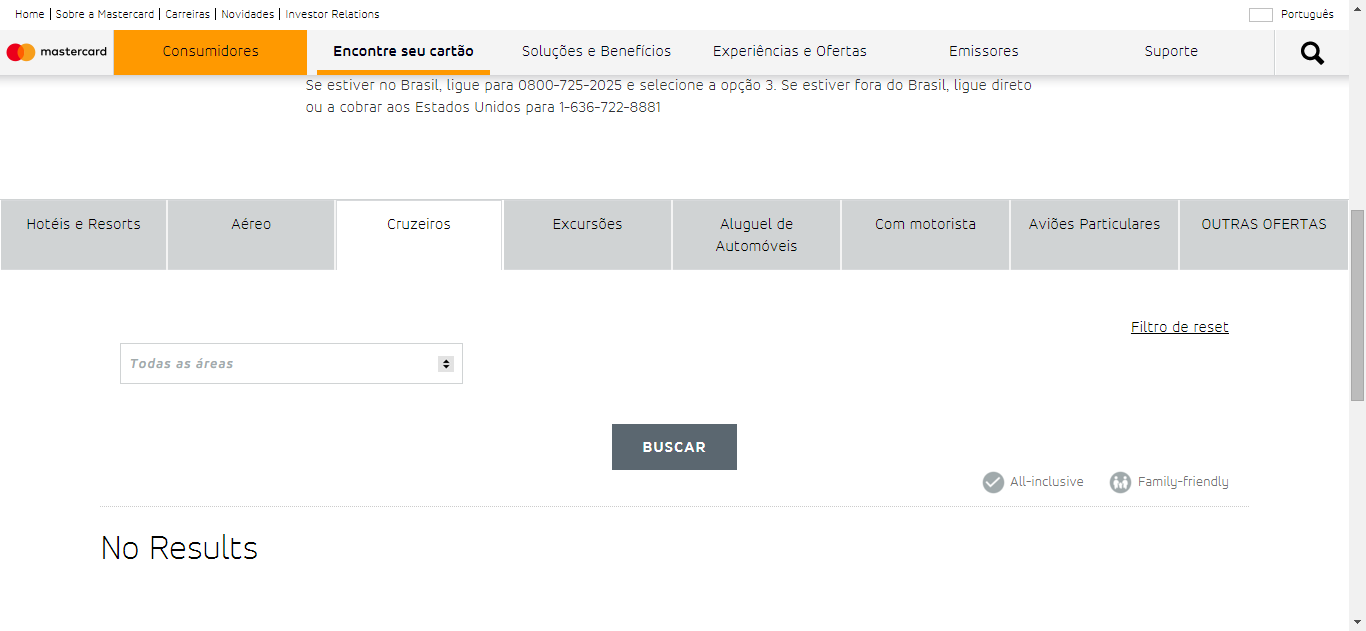 Home | Sobre a Mastercard | Carreiras | Novidades | Investor Relations
Português
mastercard
Consumidores
Encontre seu cartão
Soluções e Benefícios
Experiências e Ofertas
Emissores
Suporte
Se estiver no Brasil, ligue para 0800-725-2025 e selecione a opção 3. Se estiver fora do Brasil, ligue direto
ou a cobrar aos Estados Unidos para 1-636-722-8881
Hotéis e Resorts
Aéreo
Cruzeiros
Excursões
Aluguel de
Automóveis
Com motorista
Aviões Particulares
OUTRAS OFERTAS
Filtro de reset
Todas as áreas
BUSCAR
All-inclusive
Family-friendly
No Results